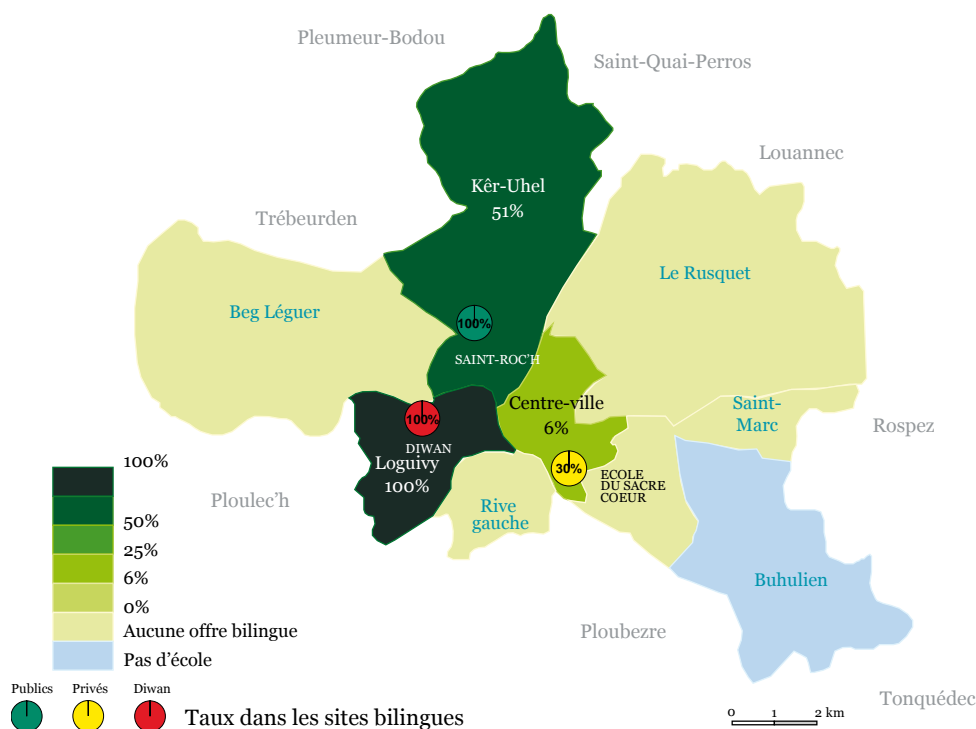 Pleumeur-Bodou
Saint-Quai-Perros
Louannec
Kêr-Uhel
51%
Trébeurden
Le Rusquet
Beg Léguer
100%
SAINT-ROC'H
Centre-ville
6%
Saint-
Marc
100%
DIWAN
Rospez
Loguivy
100%
30%
ECOLE
DU SACRE
COEUR
Ploulec'h
Rive
gauche
Buhulien
Ploubezre
Tonquédec
100%
50%
25%
6%
0%
Aucune offre bilingue
Pas d'école
Publics
Privés
Diwan
Taux dans les sites bilingues
0 1 2 km